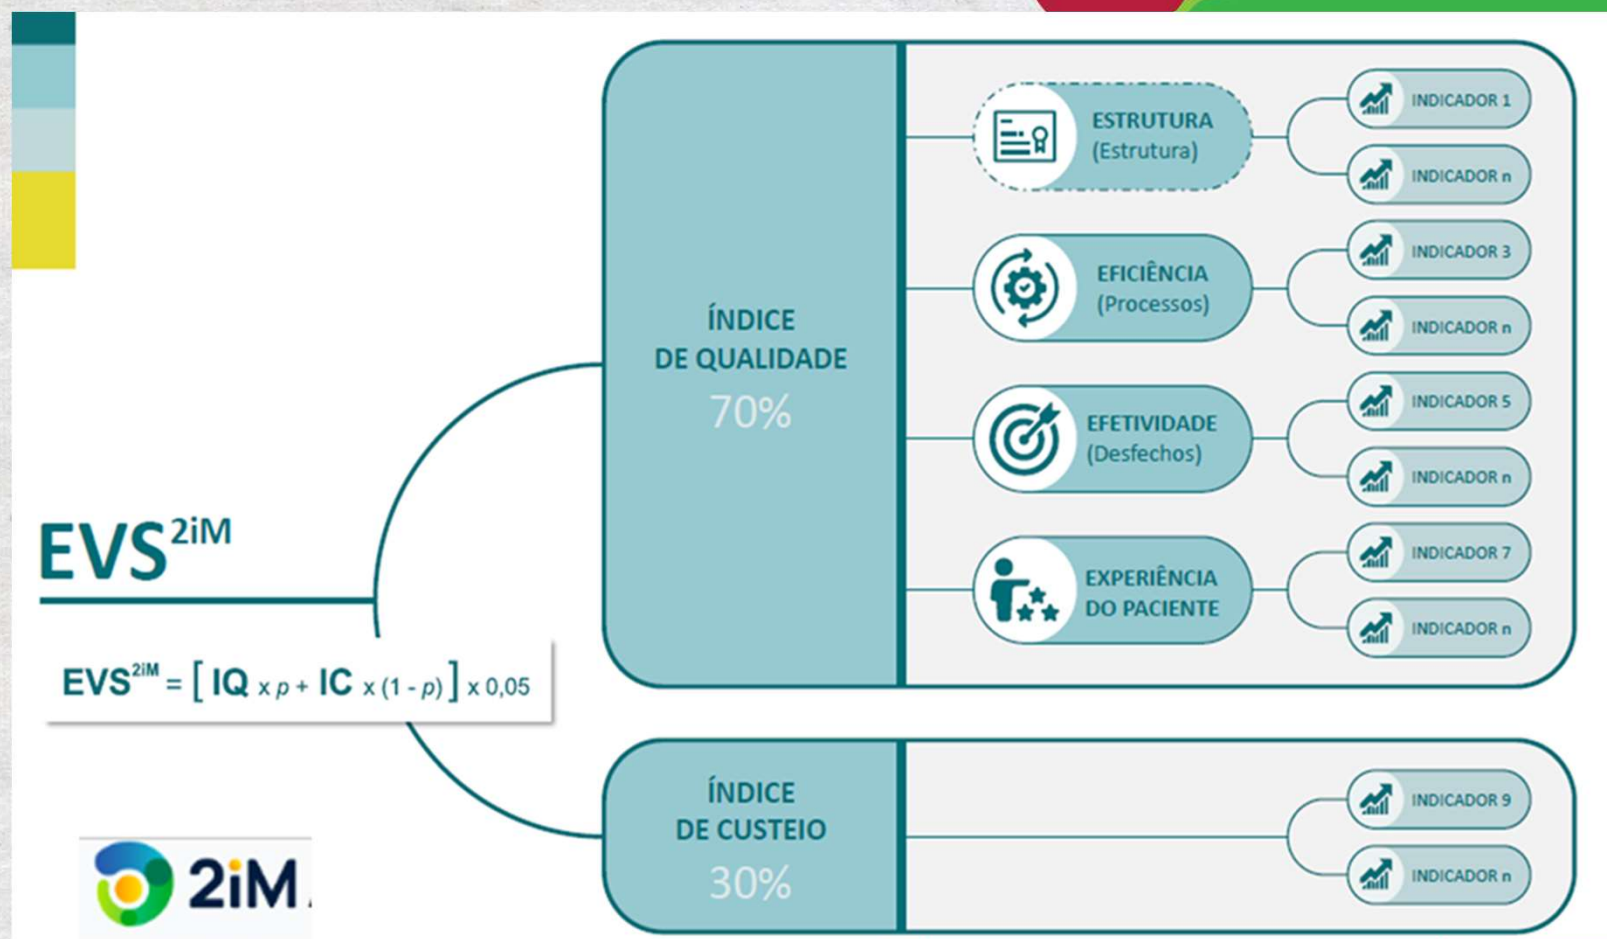 ÍNDICE
DE QUALIDADE
70%
ESTRUTURA
(Estrutura)
INDICADOR 1
INDICADOR n
EFICIÊNCIA
(Processos)
INDICADOR 3
INDICADOR n
EFETIVIDADE
(Desfechos)
INDICADOR 5
INDICADOR n
EXPERIÊNCIA
DO PACIENTE
INDICADOR 7
INDICADOR n
EVS2iM
EVS2iM = [ IQ x p + IC x (1 - p) ] x 0,05
ÍNDICE
DE CUSTEIO
30%
INDICADOR 9
INDICADOR n
2iM